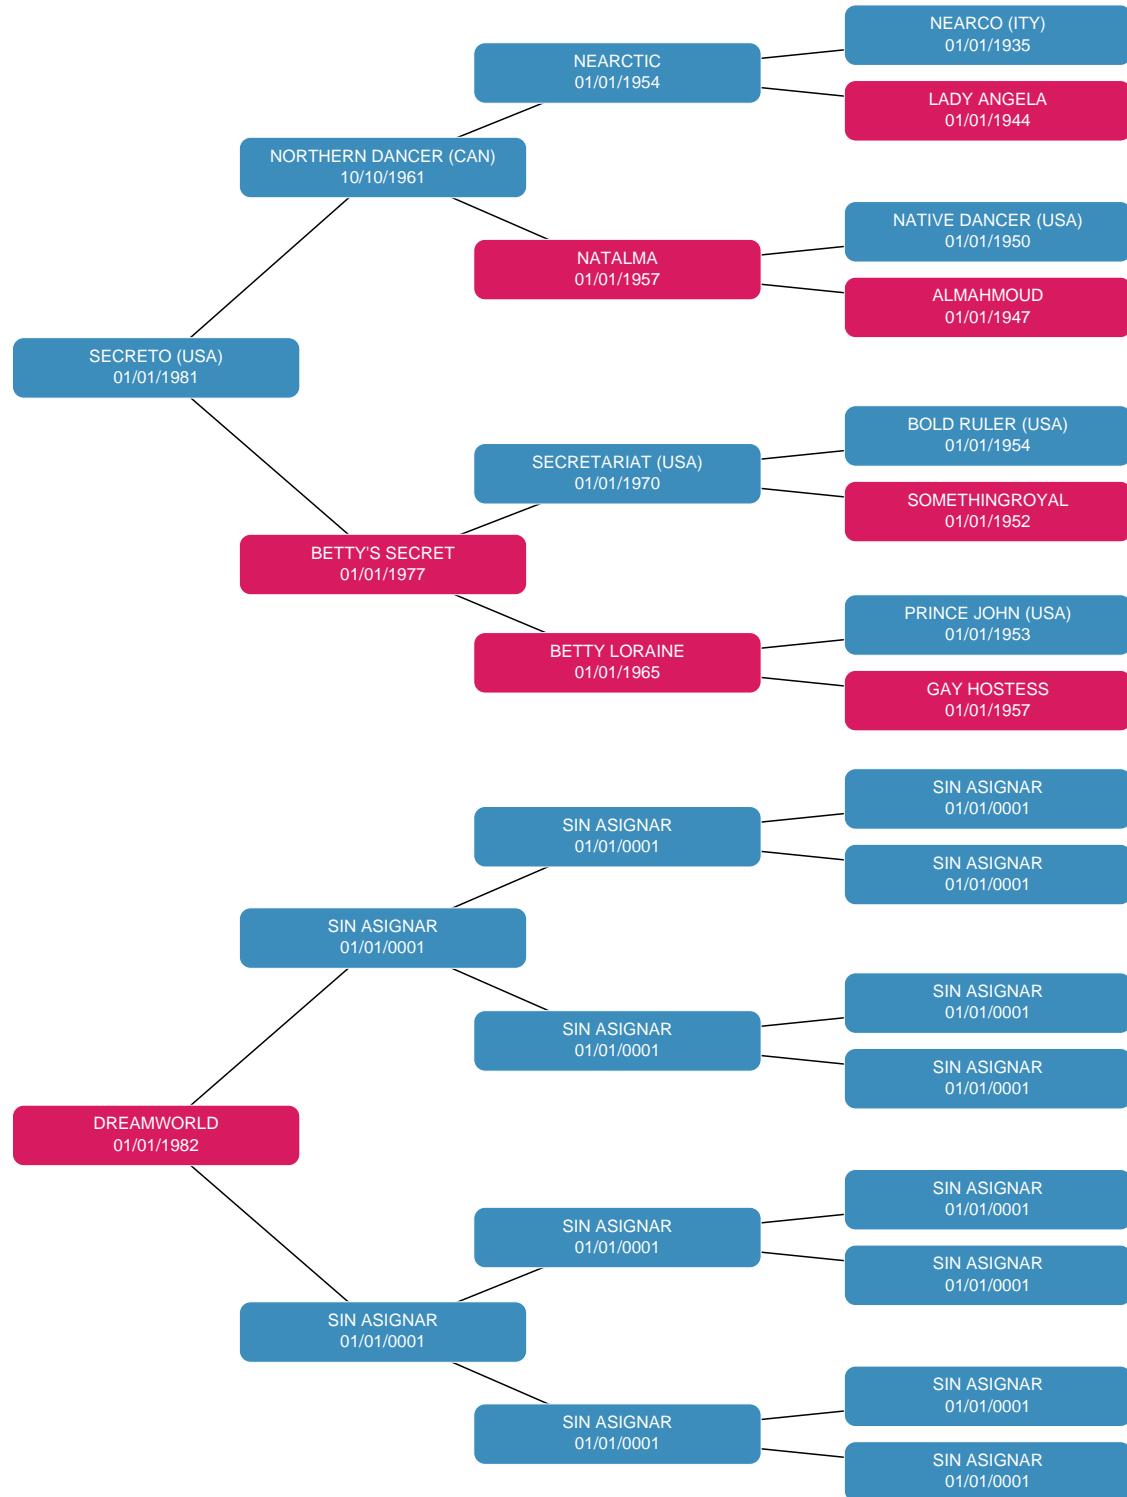 NEARCO (ITY)
01/01/1935
NEARCTIC
01/01/1954
LADY ANGELA
01/01/1944
NORTHERN DANCER (CAN)
10/10/1961
NATIVE DANCER (USA)
01/01/1950
NATALMA
01/01/1957
ALMAHMOUD
01/01/1947
SECRETO (USA)
01/01/1981
BOLD RULER (USA)
01/01/1954
SECRETARIAT (USA)
01/01/1970
SOMETHINGROYAL
01/01/1952
BETTY'S SECRET
01/01/1977
PRINCE JOHN (USA)
01/01/1953
BETTY LORAINE
01/01/1965
GAY HOSTESS
01/01/1957
SIN ASIGNAR
01/01/0001
SIN ASIGNAR
01/01/0001
SIN ASIGNAR
01/01/0001
SIN ASIGNAR
01/01/0001
SIN ASIGNAR
01/01/0001
SIN ASIGNAR
01/01/0001
SIN ASIGNAR
01/01/0001
DREAMWORLD
01/01/1982
SIN ASIGNAR
01/01/0001
SIN ASIGNAR
01/01/0001
SIN ASIGNAR
01/01/0001
SIN ASIGNAR
01/01/0001
SIN ASIGNAR
01/01/0001
SIN ASIGNAR
01/01/0001
SIN ASIGNAR
01/01/0001